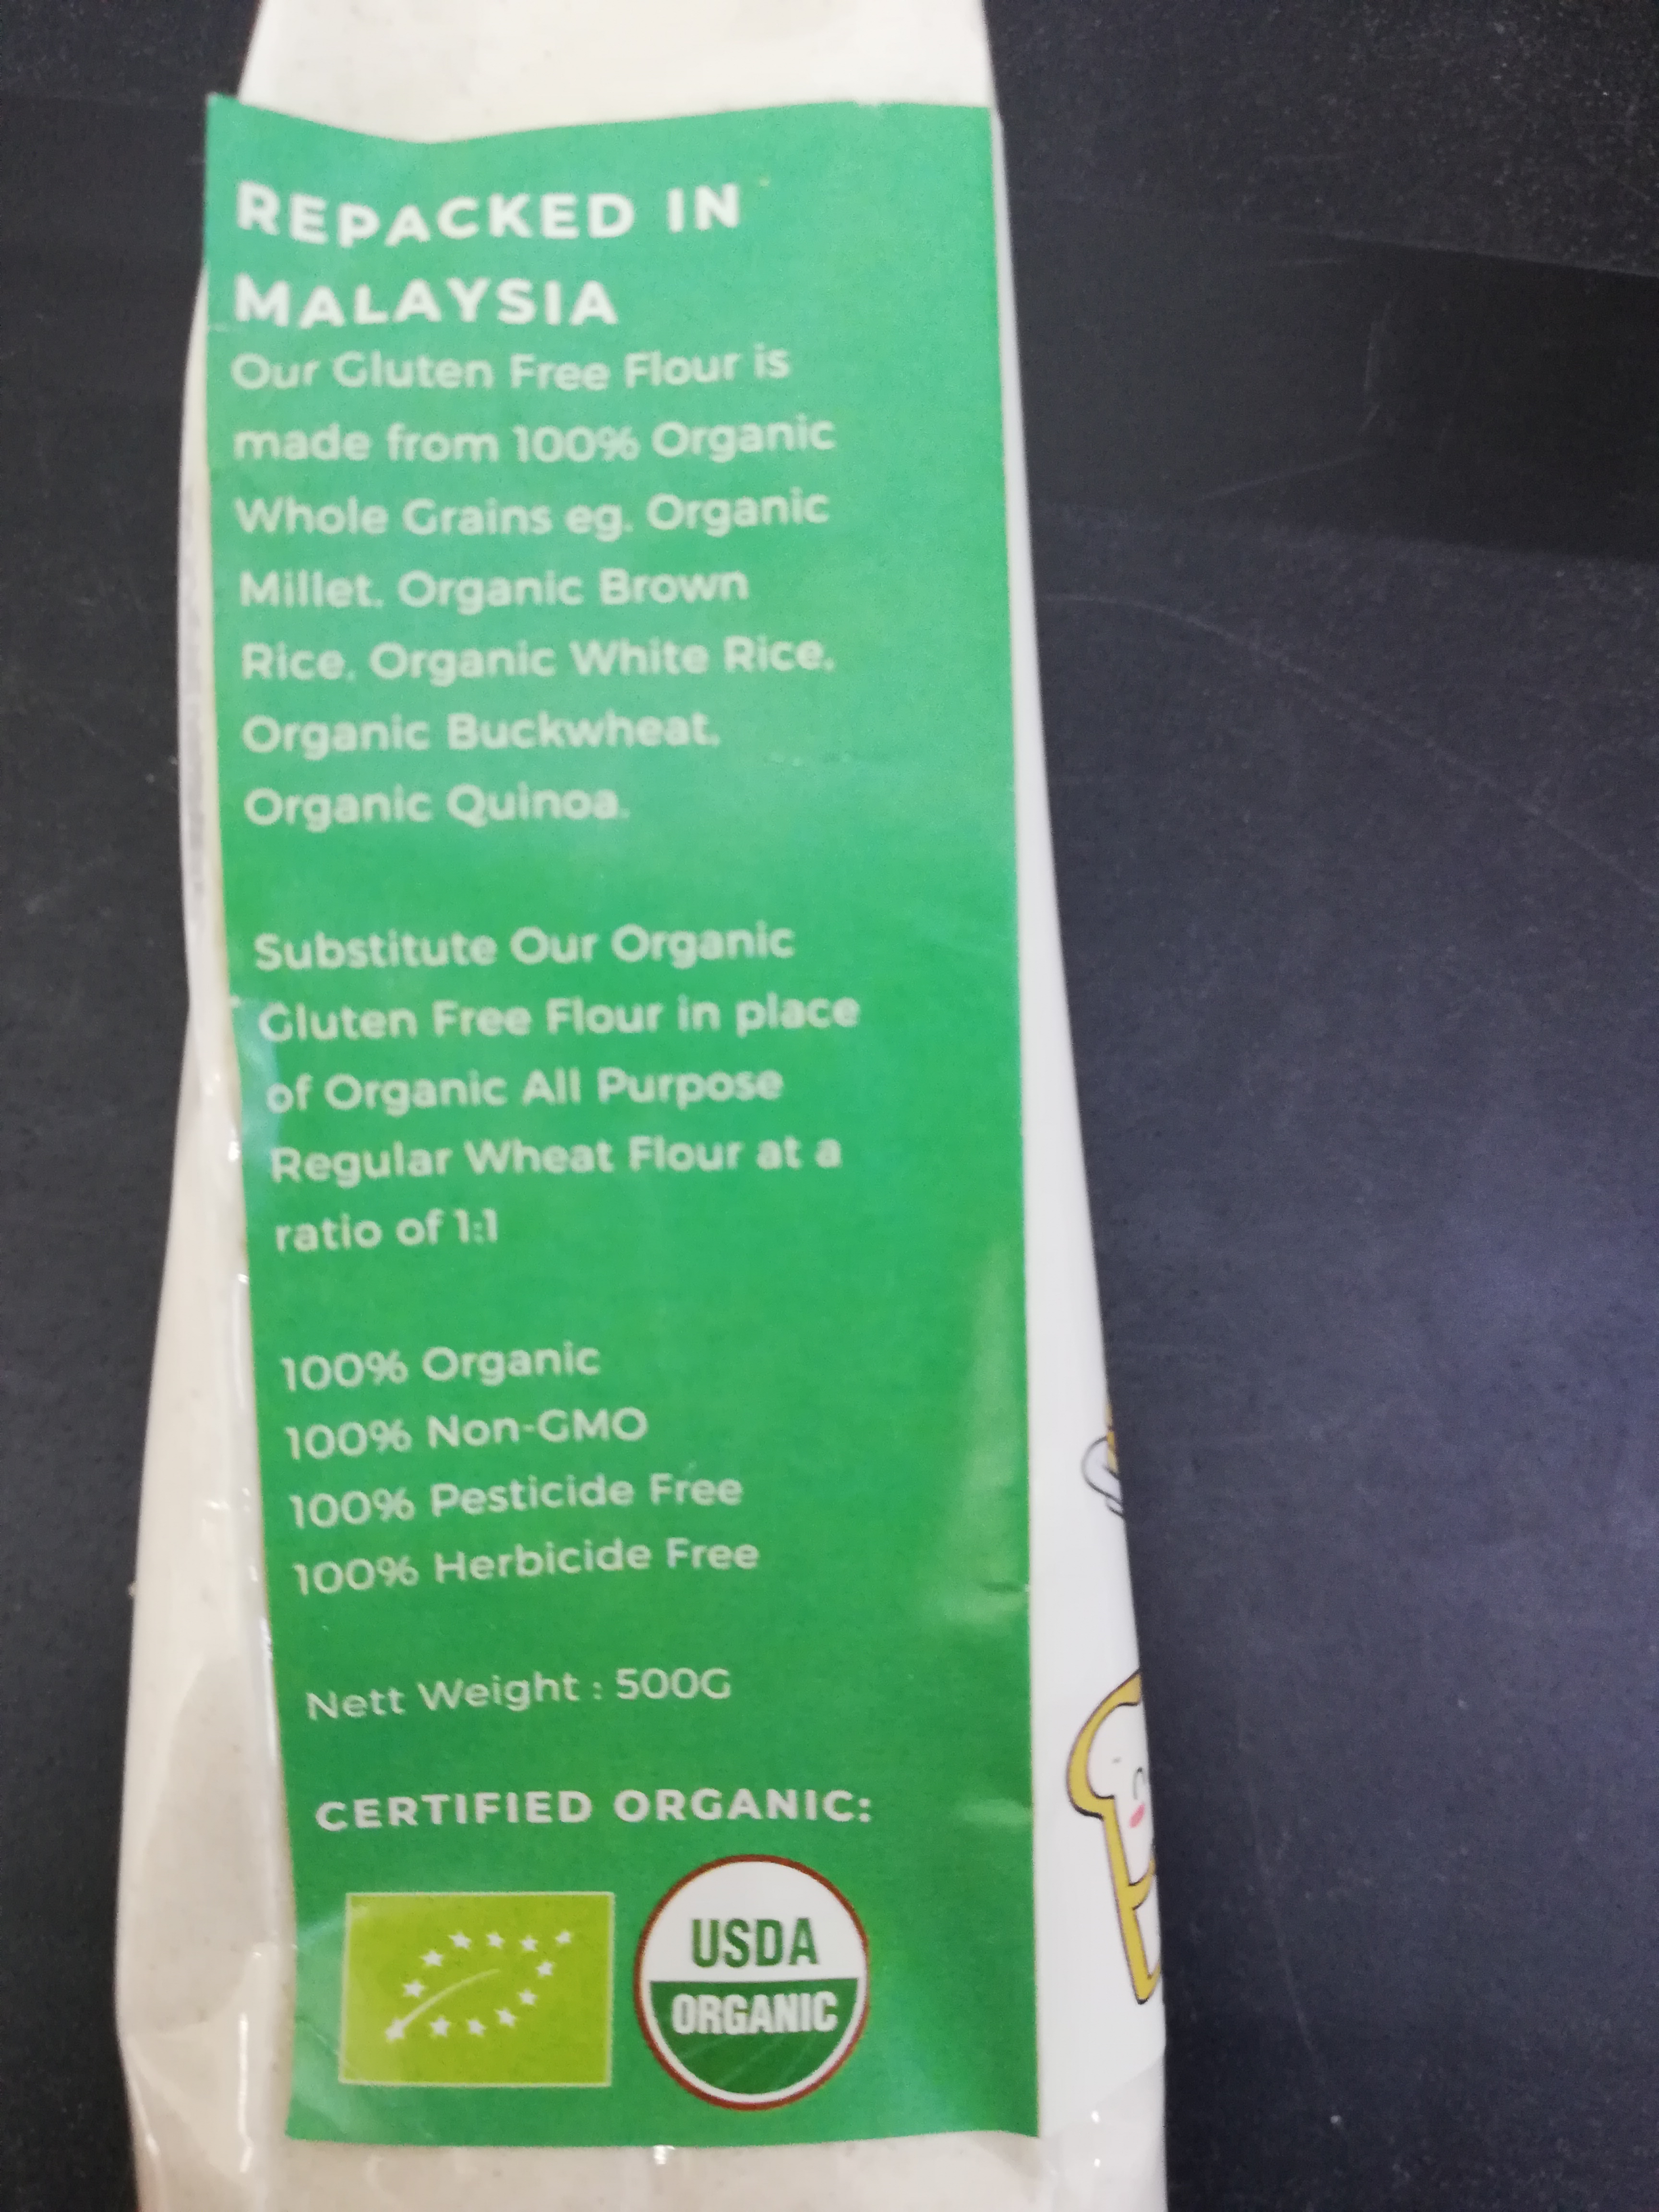 REPACKED IN
MALAYSIA
Our Gluten Free Flour is
made from 100% Organic
Whole Grains eg. Organic
Millet. Organic Brown
Rice, Organic White Rice,
Organic Buckwheat,
Organic Quinoa.
Substitute Our Organic
Gluten Free Flour in place
of Organic All Purpose
Regular Wheat Flour at a
ratio of 1:1
100% Organic
100% Non-GMO
100% Pesticide Free
100% Herbicide Free
Nett Weight : 500G
CERTIFIED ORGANIC:
USDA
ORGANIC